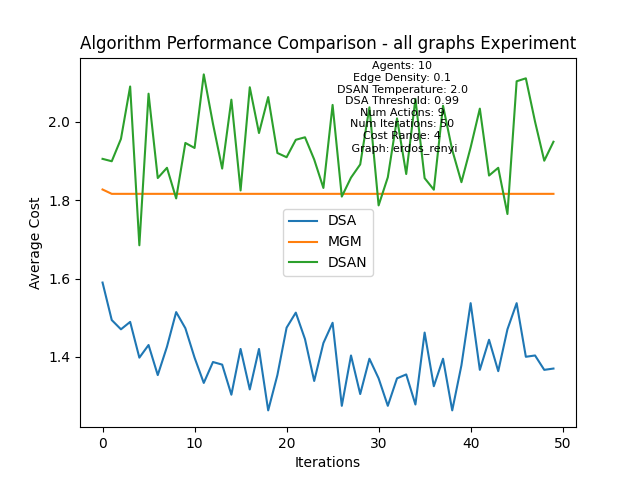 Algorithm Performance Comparison - all graphs Experiment
Agents: 10
Edge Density: 0.1
DSAN Temperature: 2.0
DSA Threshold: 0.99
Num Actions: 9
Num Iterations: 50
Cost Range: 4
Graph: erdos_renyi
Average Cost
2.0
1.8
1.6
1.4
DSA
MGM
DSAN
0 10 20 30 40 50
Iterations